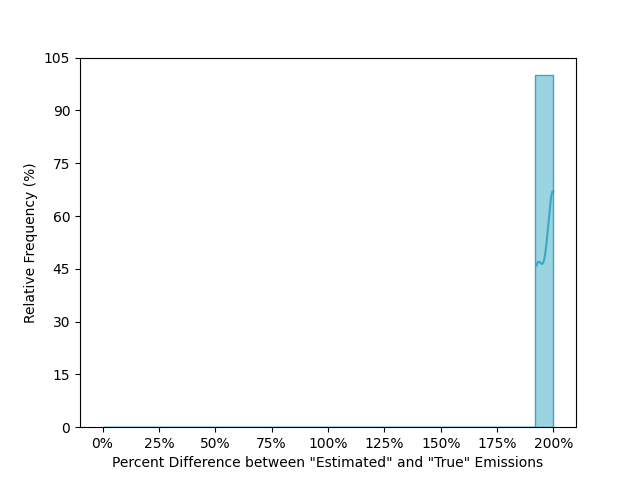 105
90
75
60
45
30
15
0
Relative Frequency (%)
0% 25% 50% 75% 100% 125% 150% 175% 200%
Percent Difference between "Estimated" and "True" Emissions